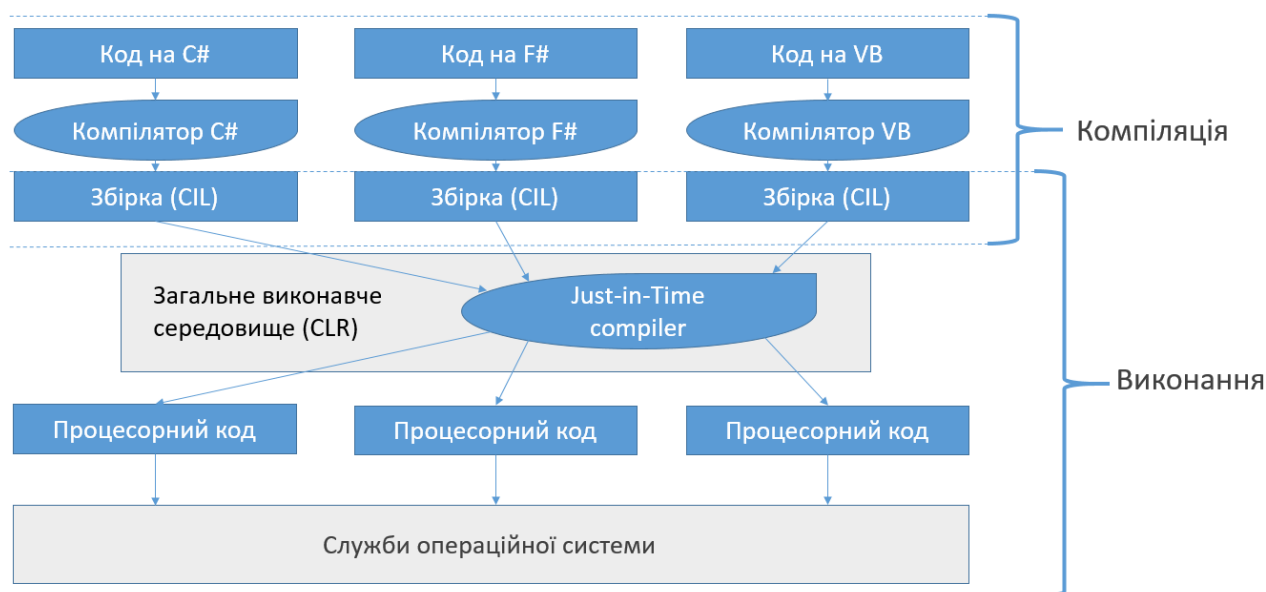 Код на C#
Код на F#
Код на VB
Компілятор C#
Компілятор F#
Компілятор VB
Компіляція
Збірка (CIL)
Збірка (CIL)
Збірка (CIL)
Загальне виконавче
середовище (CLR)
Just-in-Time
compiler
Виконання
Процесорний код
Процесорний код
Процесорний код
Служби операційної системи